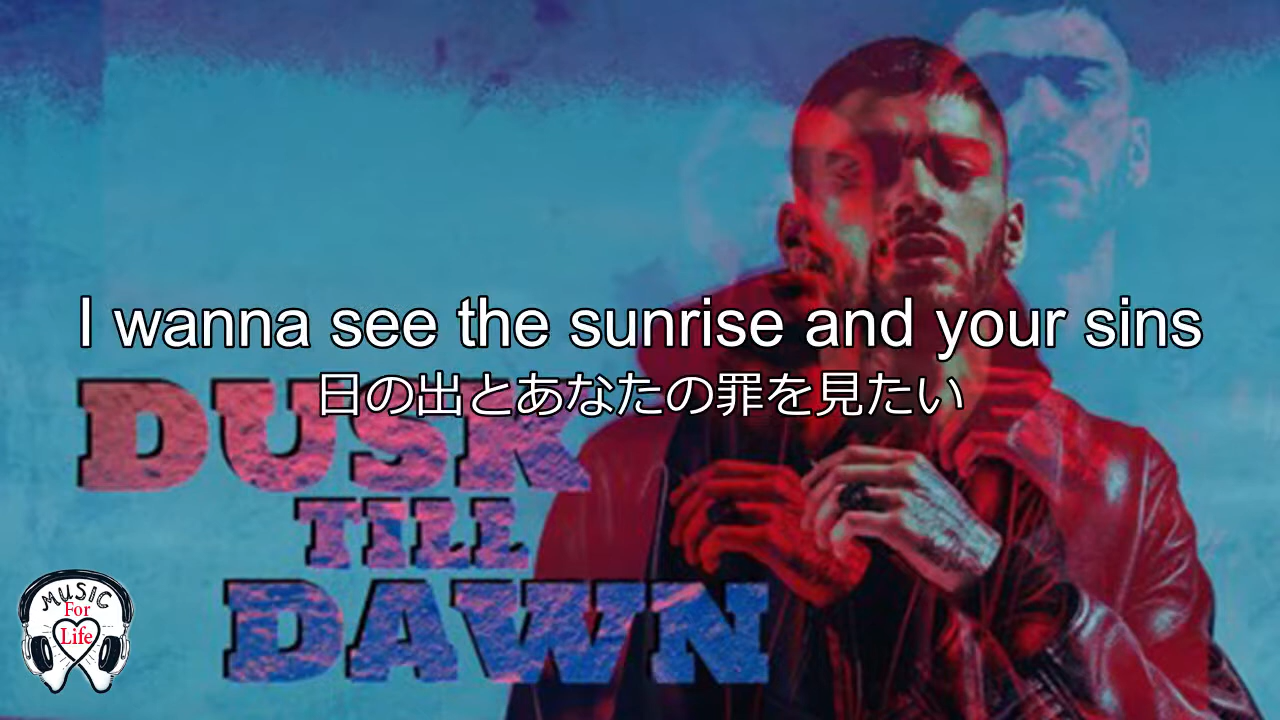 I wanna see the sunrise and your sins
日の出とあなたの罪を見たい
DUSK
TILL
DAWN
MUSIC
For
Life